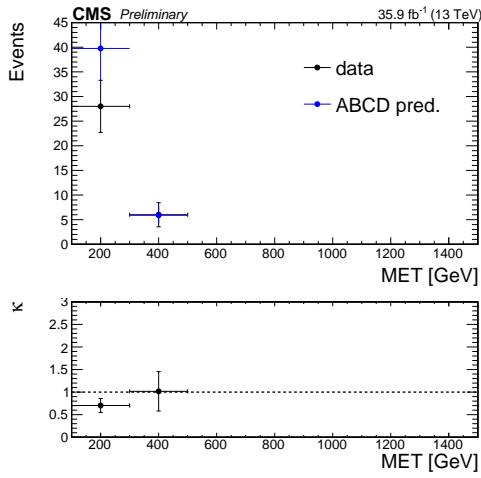 CMS Preliminary 35.9 fb⁻¹ (13 TeV)
Events
45
40
35
30
25
20
15
10
5
0
data
ABCD pred.
200 400 600 800 1000 1200 1400
MET [GeV]
κ
3
2.5
2
1.5
1
0.5
0
200 400 600 800 1000 1200 1400
MET [GeV]